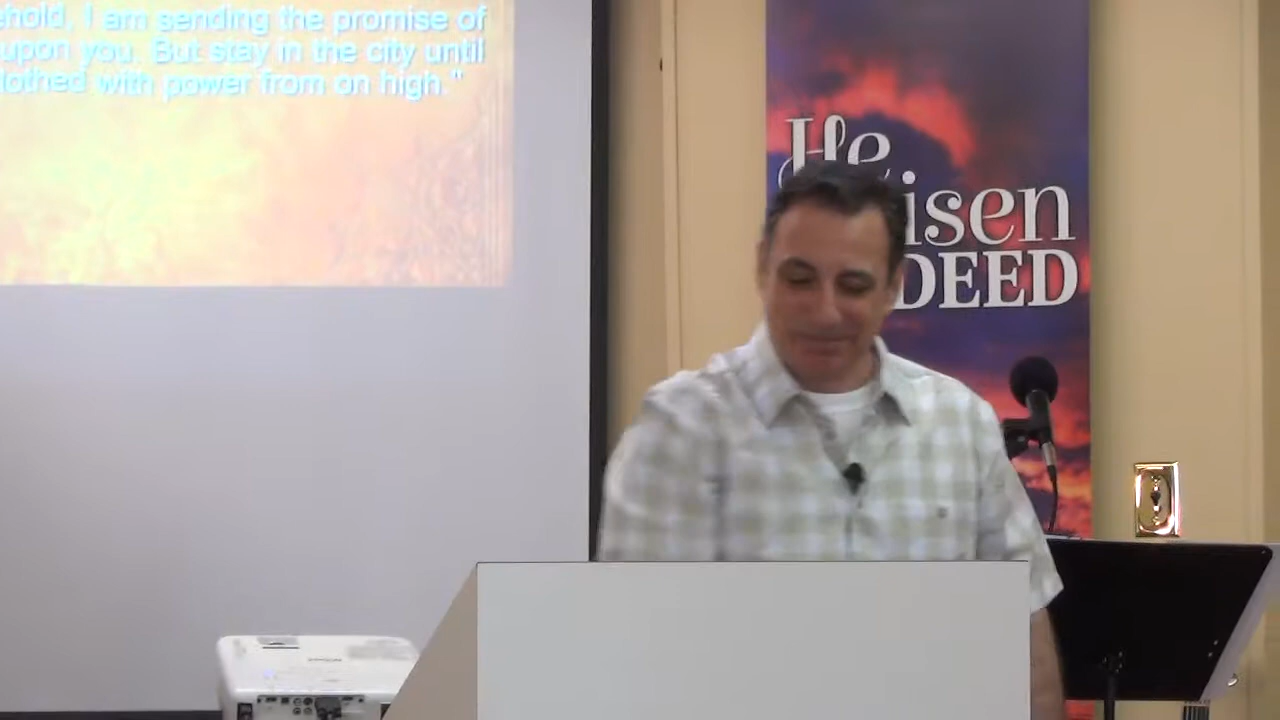 ehold, I am sending the promise of
upon you. But stay in the city until
lothed with power from on high."
He
isen
DEED